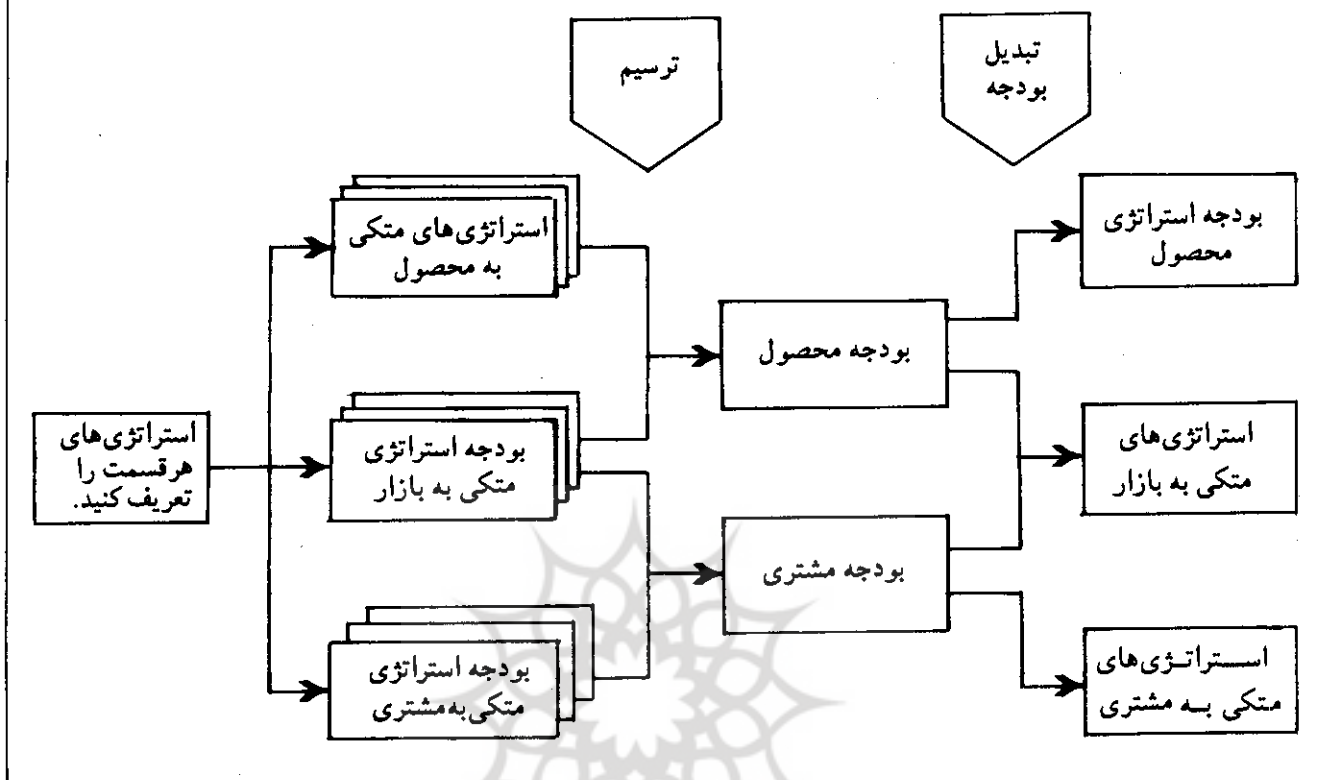 ترسیم
تبدیل
بودجه
استراتژی‌های
هرقسمت را
تعریف کنید.
استراتژی‌های متکی
به محصول
بودجه استراتژی
متکی به بازار
بودجه استراتژی
متکی‌به‌مشتری
بودجه محصول
بودجه مشتری
بودجه استراتژی
محصول
استراتژی‌های
متکی به بازار
اســـتراتــژی‌های
متکی بــه مشتری